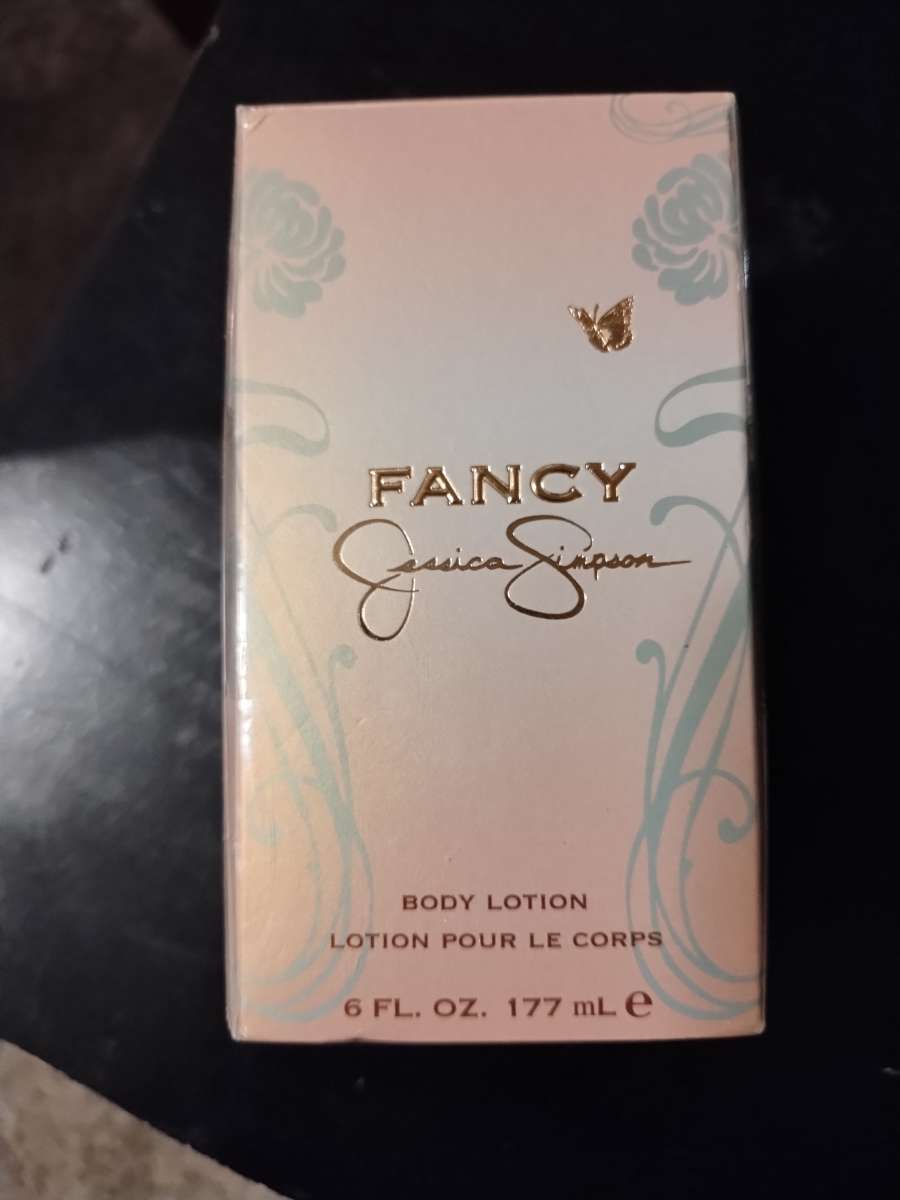 FANCY
Jessica Simpson
BODY LOTION
LOTION POUR LE CORPS
6 FL. OZ. 177 mL ℮